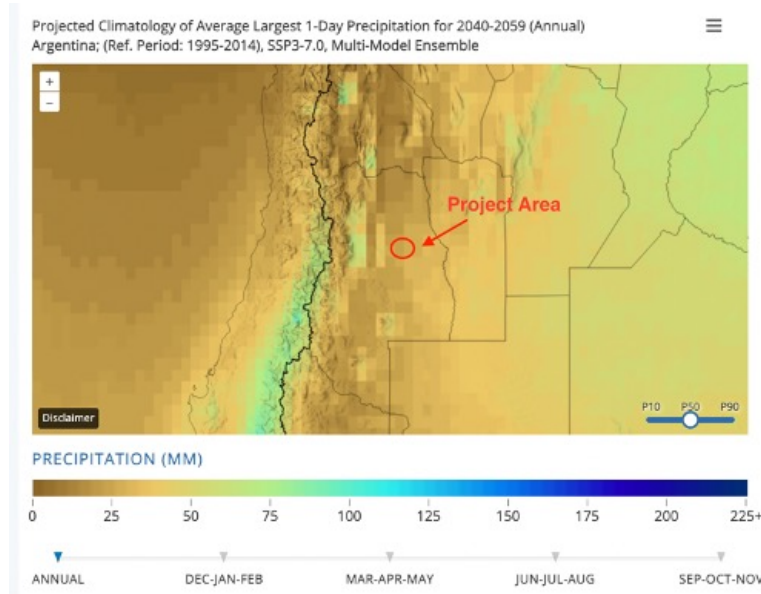 Projected Climatology of Average Largest 1-Day Precipitation for 2040-2059 (Annual)
Argentina; (Ref. Period: 1995-2014), SSP3-7.0, Multi-Model Ensemble
+
−
Project Area
P10 P50 P90
Disclaimer
PRECIPITATION (MM)
0 25 50 75 100 125 150 175 200 225+
ANNUAL DEC-JAN-FEB MAR-APR-MAY JUN-JUL-AUG SEP-OCT-NOV